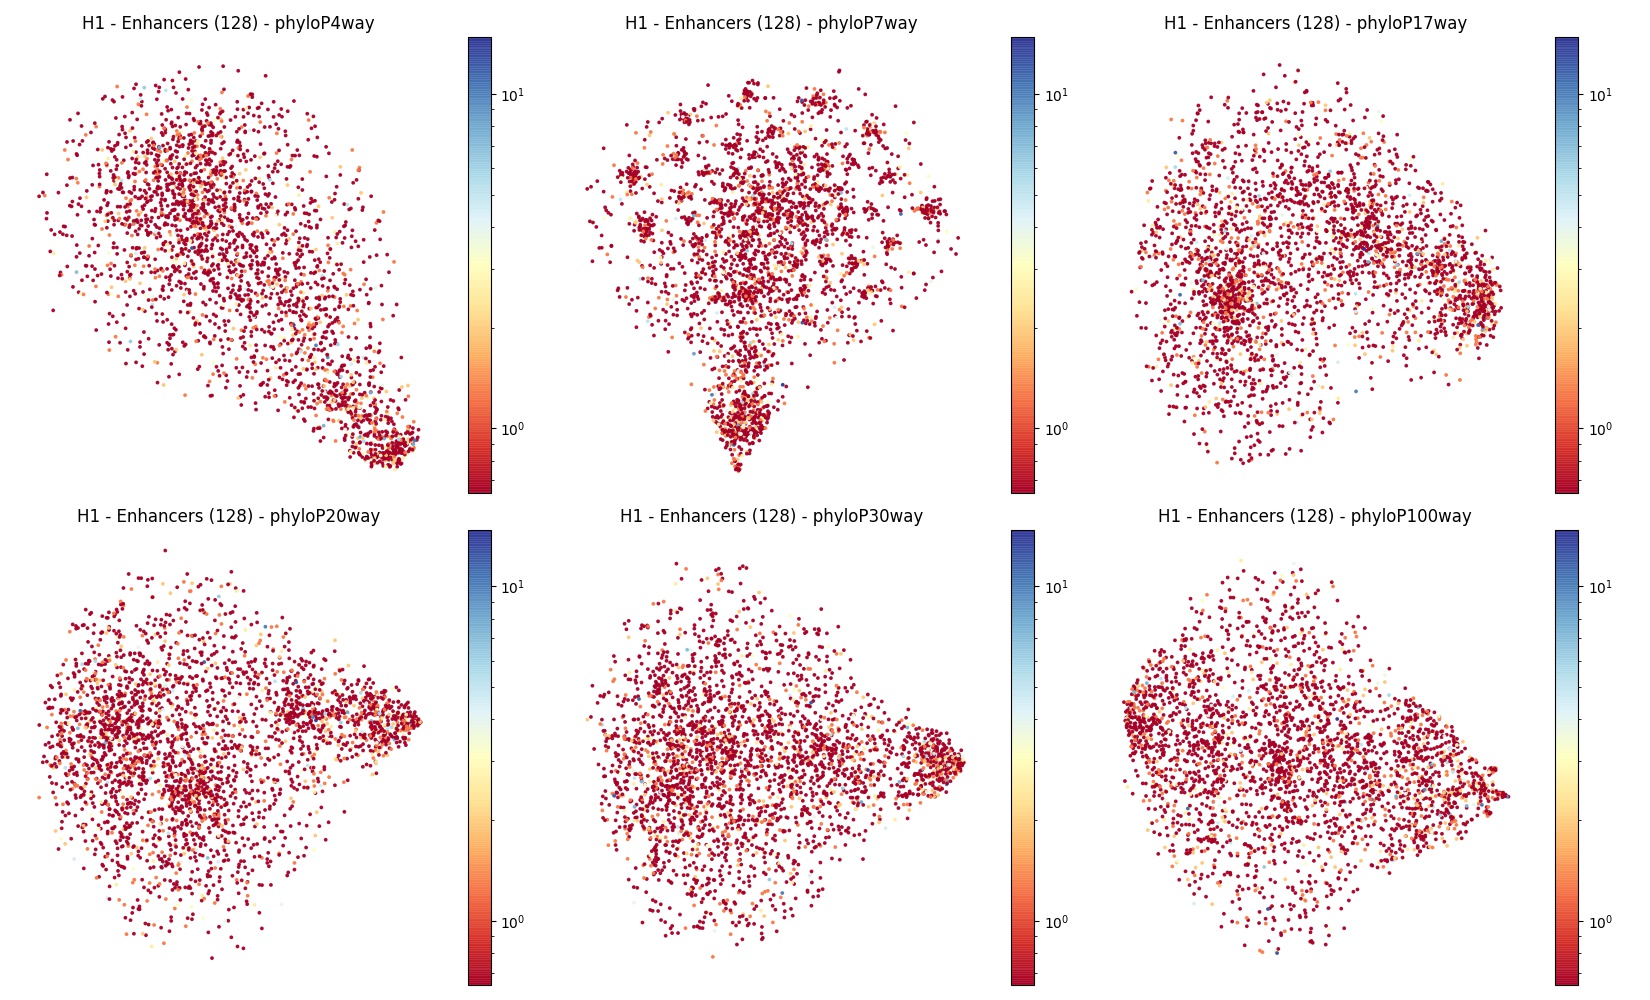 H1 - Enhancers (128) - phyloP4way
H1 - Enhancers (128) - phyloP7way
H1 - Enhancers (128) - phyloP17way
10¹
10⁰
10¹
10⁰
10¹
10⁰
H1 - Enhancers (128) - phyloP20way
H1 - Enhancers (128) - phyloP30way
H1 - Enhancers (128) - phyloP100way
10¹
10⁰
10¹
10⁰
10¹
10⁰